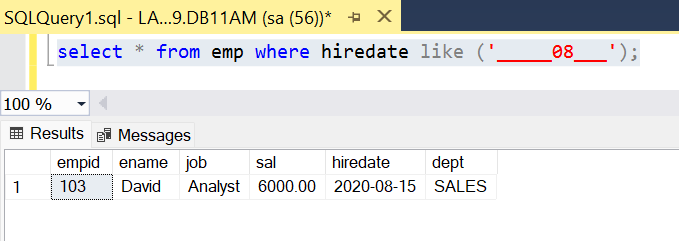 SQLQuery1.sql - LA...9.DB11AM (sa (56))*
select * from emp where hiredate like ('_____08___');
100 %
Results Messages
empid ename job sal hiredate dept
1 103 David Analyst 6000.00 2020-08-15 SALES